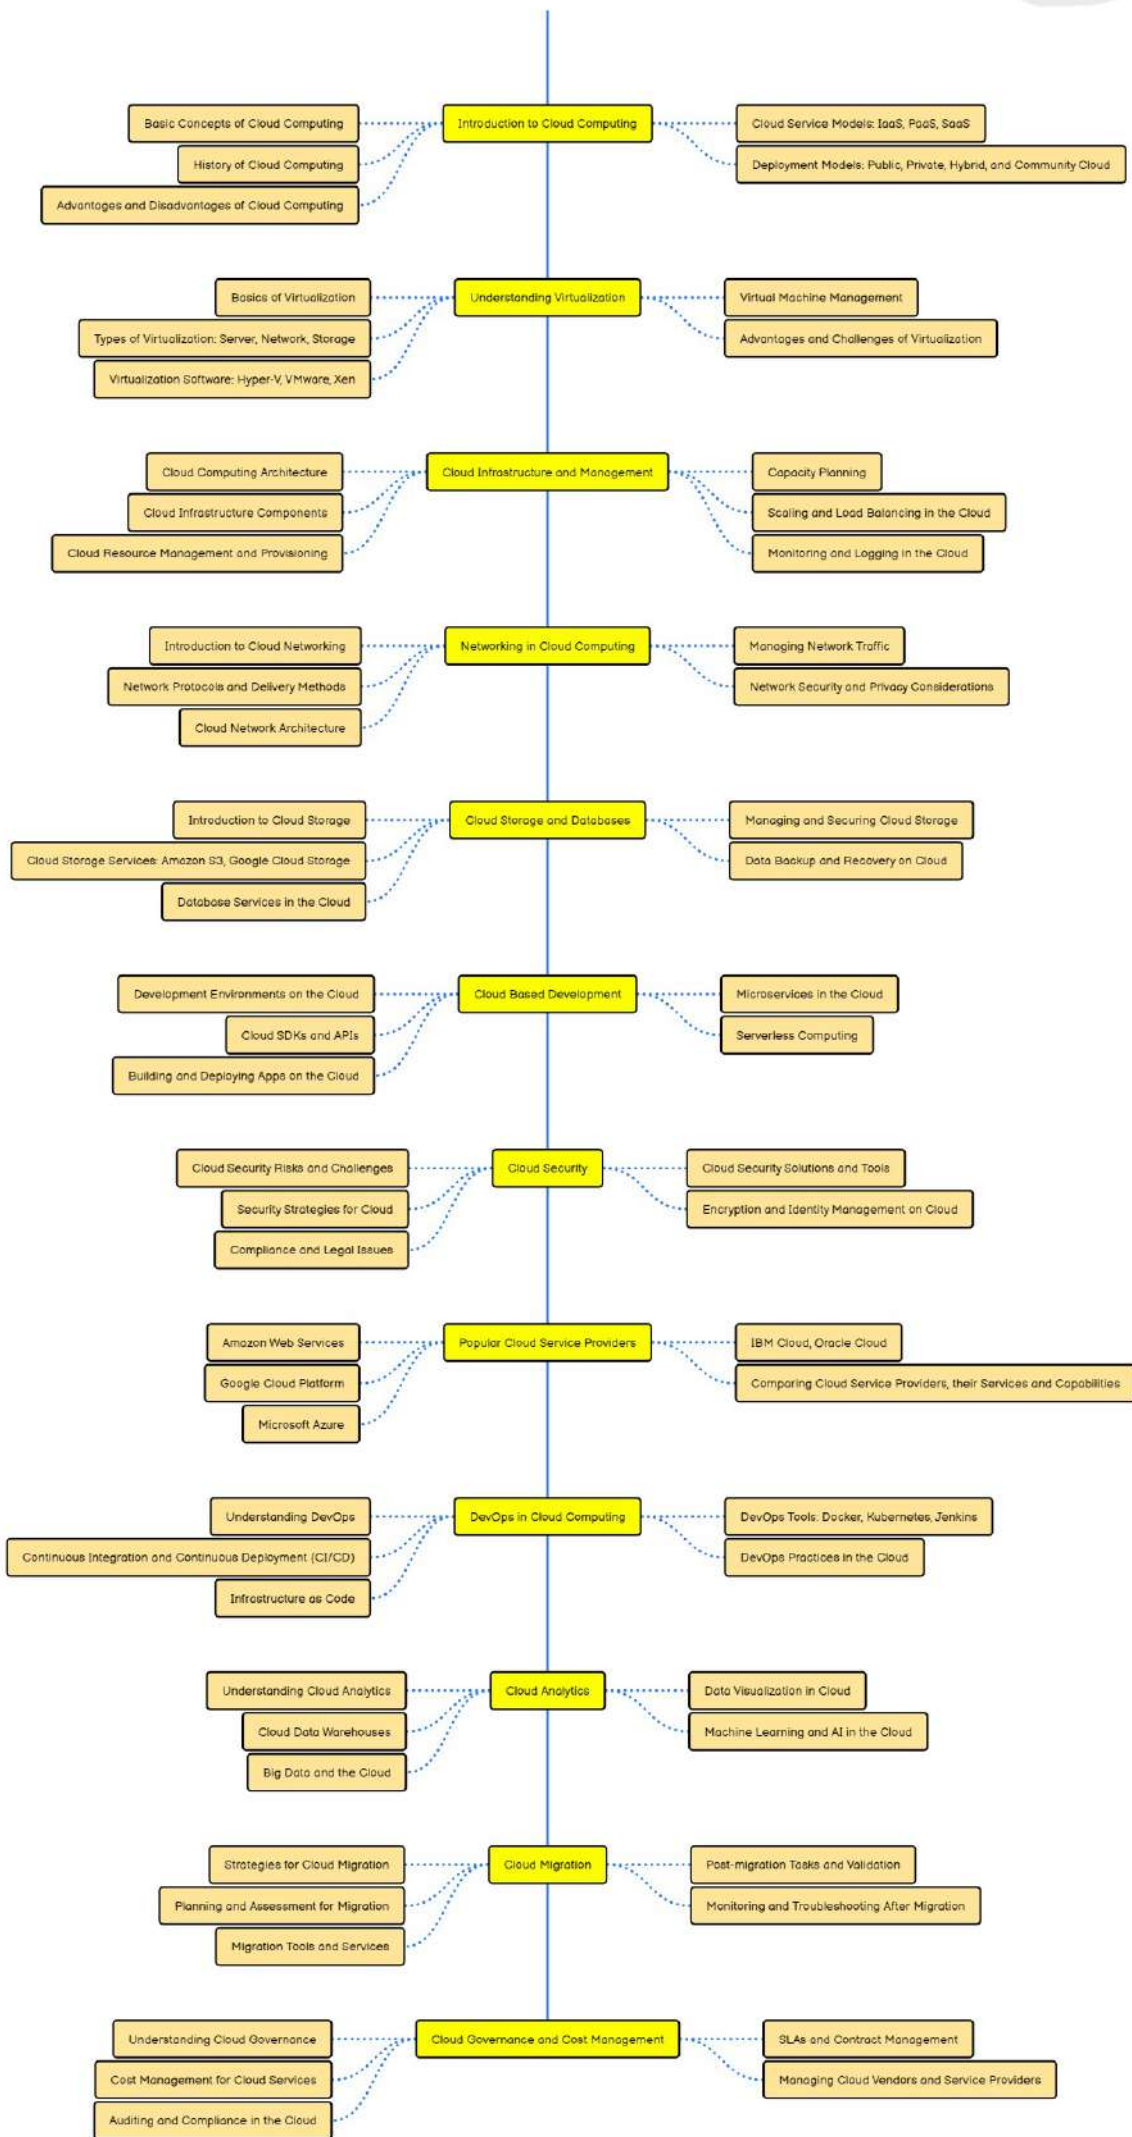 Introduction to Cloud Computing
Basic Concepts of Cloud Computing
History of Cloud Computing
Advantages and Disadvantages of Cloud Computing
Cloud Service Models: IaaS, PaaS, SaaS
Deployment Models: Public, Private, Hybrid, and Community Cloud
Understanding Virtualization
Basics of Virtualization
Types of Virtualization: Server, Network, Storage
Virtualization Software: Hyper-V, VMware, Xen
Virtual Machine Management
Advantages and Challenges of Virtualization
Cloud Infrastructure and Management
Cloud Computing Architecture
Cloud Infrastructure Components
Cloud Resource Management and Provisioning
Capacity Planning
Scaling and Load Balancing in the Cloud
Monitoring and Logging in the Cloud
Networking in Cloud Computing
Introduction to Cloud Networking
Network Protocols and Delivery Methods
Cloud Network Architecture
Managing Network Traffic
Network Security and Privacy Considerations
Cloud Storage and Databases
Introduction to Cloud Storage
Cloud Storage Services: Amazon S3, Google Cloud Storage
Database Services in the Cloud
Managing and Securing Cloud Storage
Data Backup and Recovery on Cloud
Cloud Based Development
Development Environments on the Cloud
Cloud SDKs and APIs
Building and Deploying Apps on the Cloud
Microservices in the Cloud
Serverless Computing
Cloud Security
Cloud Security Risks and Challenges
Security Strategies for Cloud
Compliance and Legal Issues
Cloud Security Solutions and Tools
Encryption and Identity Management on Cloud
Popular Cloud Service Providers
Amazon Web Services
Google Cloud Platform
Microsoft Azure
IBM Cloud, Oracle Cloud
Comparing Cloud Service Providers, their Services and Capabilities
DevOps in Cloud Computing
Understanding DevOps
Continuous Integration and Continuous Deployment (CI/CD)
Infrastructure as Code
DevOps Tools: Docker, Kubernetes, Jenkins
DevOps Practices in the Cloud
Cloud Analytics
Understanding Cloud Analytics
Cloud Data Warehouses
Big Data and the Cloud
Data Visualization in Cloud
Machine Learning and AI in the Cloud
Cloud Migration
Strategies for Cloud Migration
Planning and Assessment for Migration
Migration Tools and Services
Post-migration Tasks and Validation
Monitoring and Troubleshooting After Migration
Cloud Governance and Cost Management
Understanding Cloud Governance
Cost Management for Cloud Services
Auditing and Compliance in the Cloud
SLAs and Contract Management
Managing Cloud Vendors and Service Providers